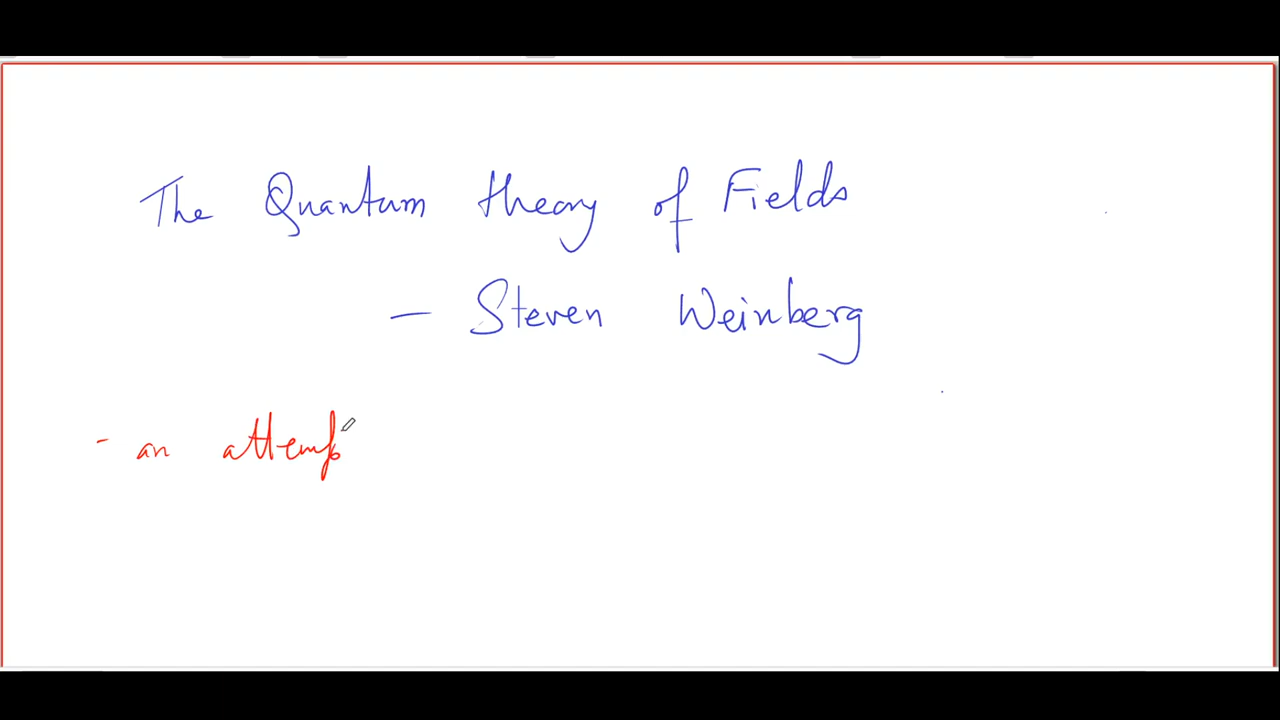 The Quantum theory of Fields
— Steven Weinberg
- an attemp